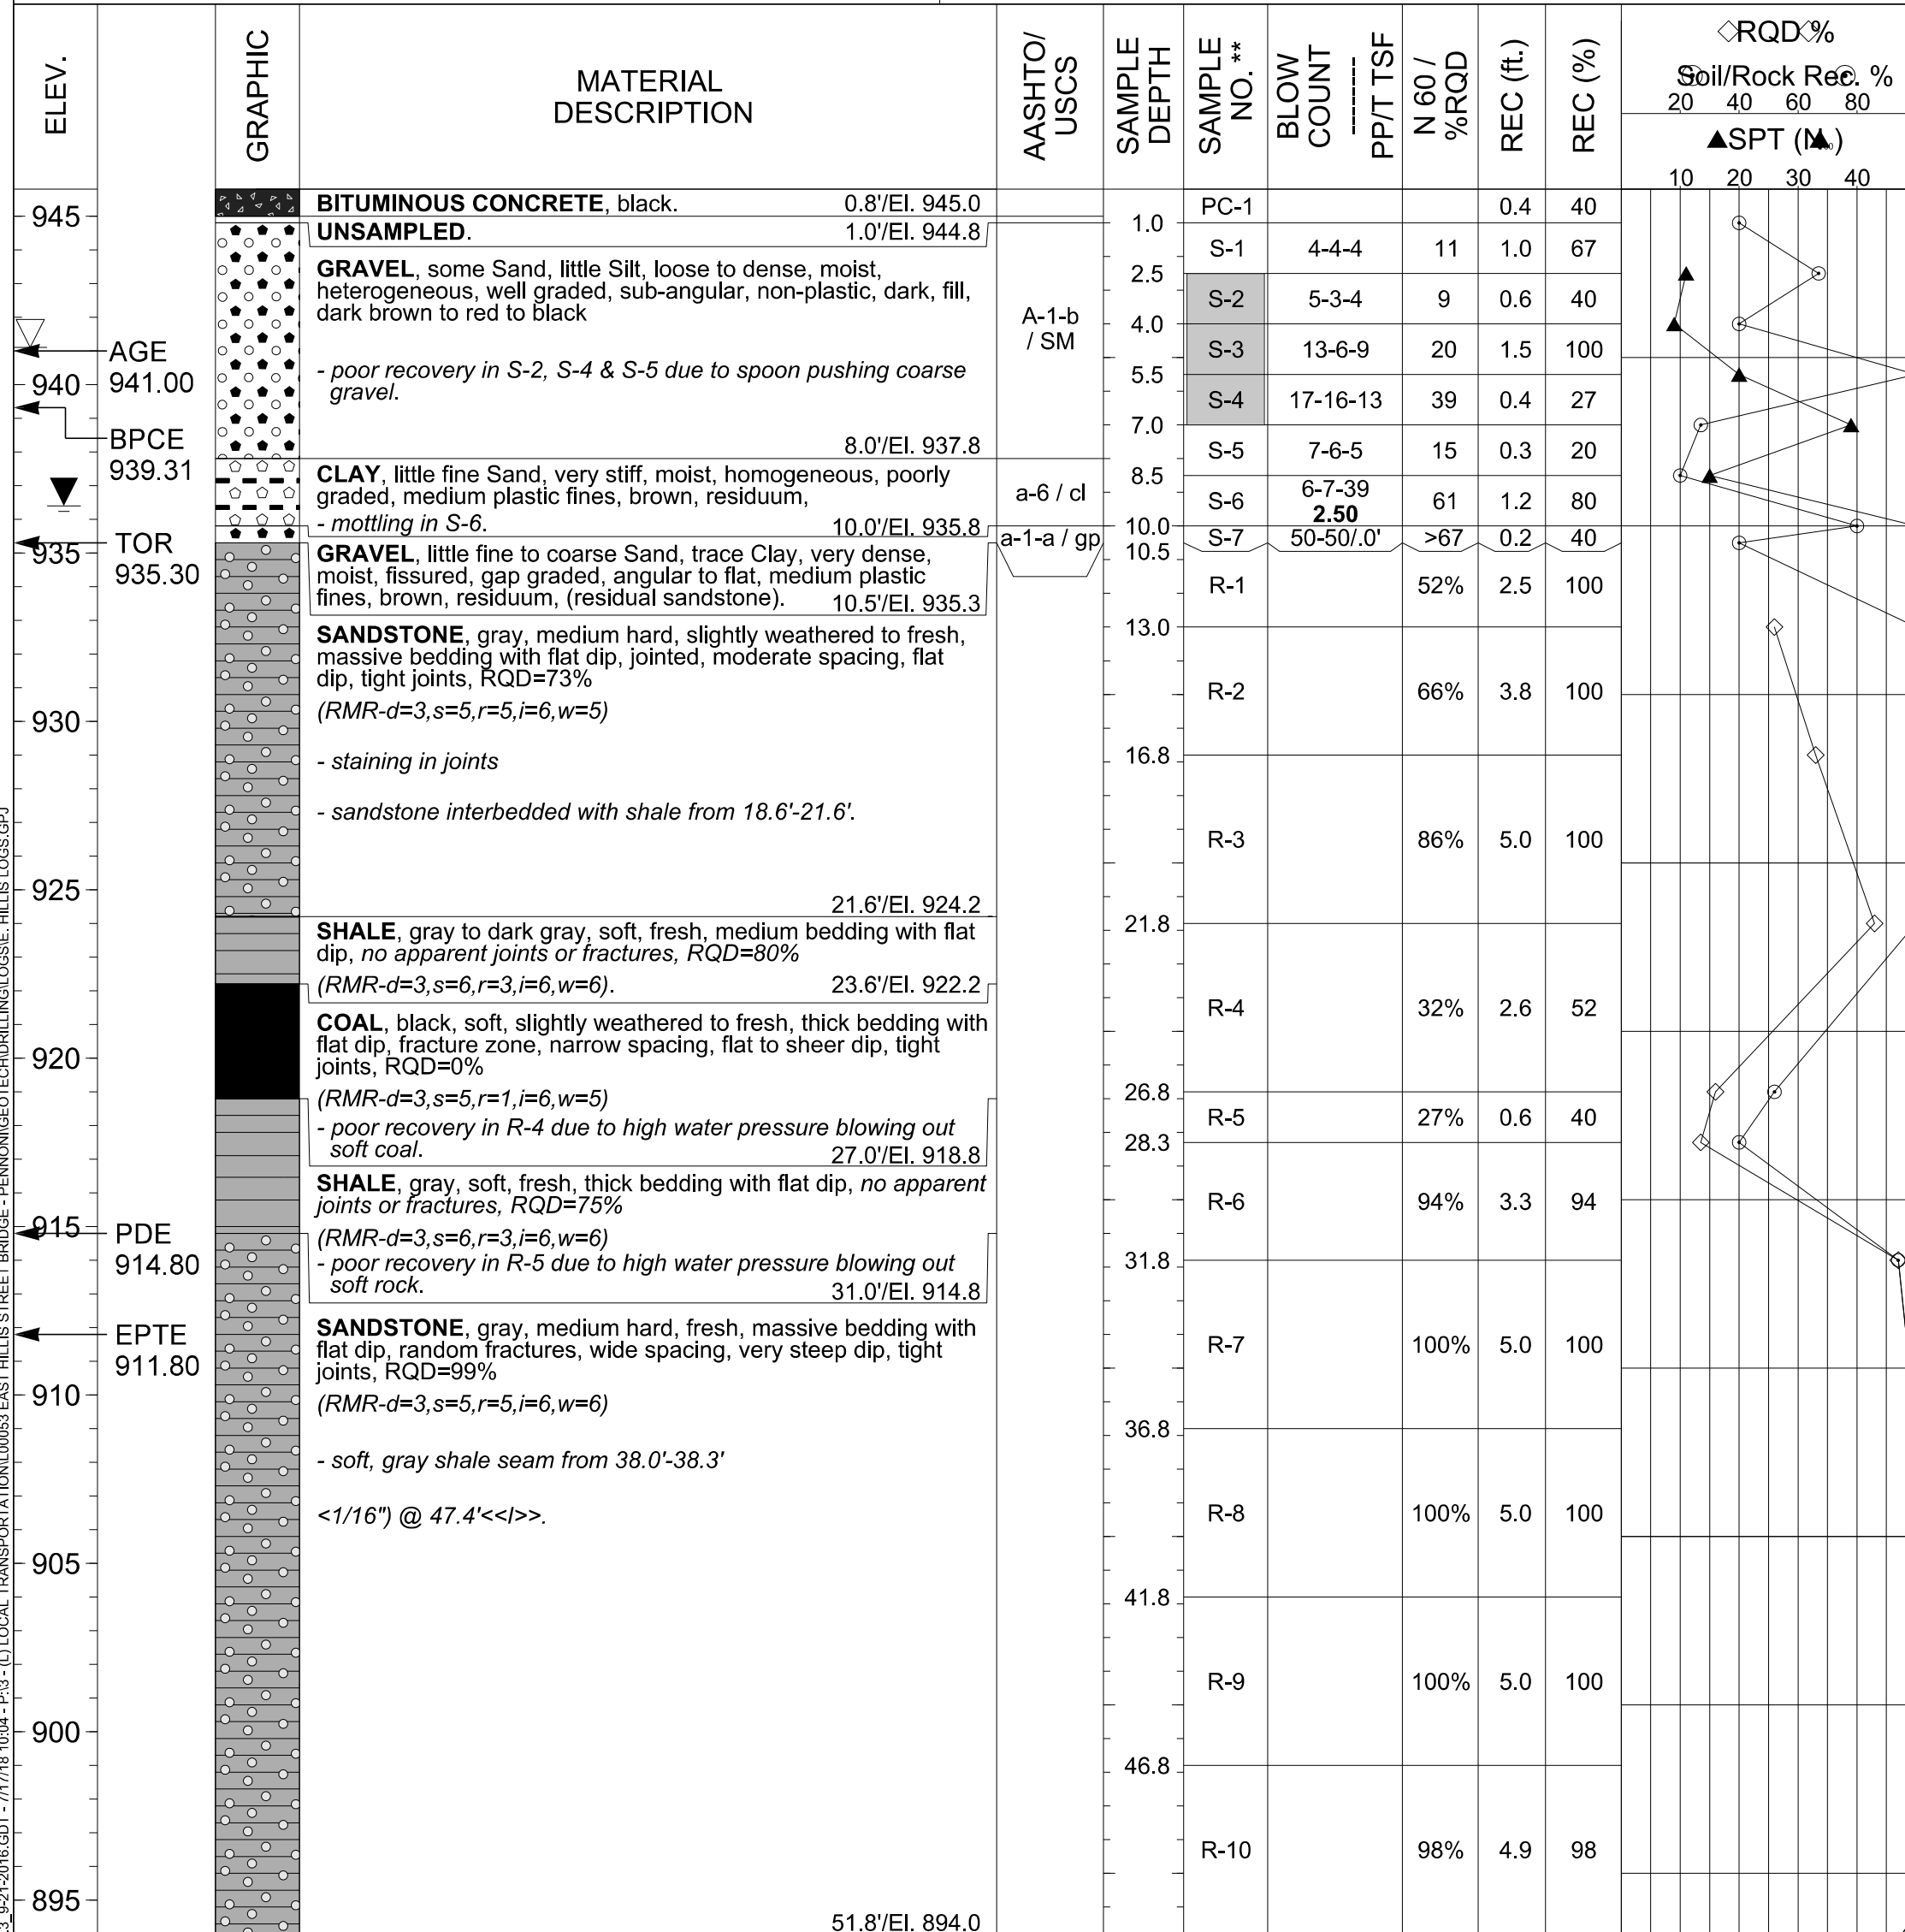 ELEV.
GRAPHIC
MATERIAL
DESCRIPTION
AASHTO/
USCS
SAMPLE
DEPTH
SAMPLE
NO. **
BLOW
COUNT
---------
PP/T TSF
N 60 /
%RQD
REC (ft.)
REC (%)
RQD %
Soil/Rock Rec. %
20 40 60 80
SPT (N₆₀)
10 20 30 40
BITUMINOUS CONCRETE, black. 0.8'/El. 945.0
PC-1 0.4 40
945
UNSAMPLED. 1.0'/El. 944.8
1.0
S-1 4-4-4 11 1.0 67
GRAVEL, some Sand, little Silt, loose to dense, moist,
heterogeneous, well graded, sub-angular, non-plastic, dark, fill,
dark brown to red to black
2.5
S-2 5-3-4 9 0.6 40
A-1-b
/ SM
4.0
AGE
941.00
S-3 13-6-9 20 1.5 100
940
- poor recovery in S-2, S-4 & S-5 due to spoon pushing coarse
gravel.
5.5
S-4 17-16-13 39 0.4 27
7.0
BPCE
939.31
8.0'/El. 937.8
S-5 7-6-5 15 0.3 20
CLAY, little fine Sand, very stiff, moist, homogeneous, poorly
graded, medium plastic fines, brown, residuum,
- mottling in S-6. 10.0'/El. 935.8
a-6 / cl
8.5
S-6 6-7-39
2.50
61 1.2 80
10.0
TOR
935.30
935
a-1-a / gp
S-7 50-50/.0' >67 0.2 40
10.5
GRAVEL, little fine to coarse Sand, trace Clay, very dense,
moist, fissured, gap graded, angular to flat, medium plastic
fines, brown, residuum, (residual sandstone). 10.5'/El. 935.3
R-1 52% 2.5 100
13.0
SANDSTONE, gray, medium hard, slightly weathered to fresh,
massive bedding with flat dip, jointed, moderate spacing, flat
dip, tight joints, RQD=73%
(RMR-d=3,s=5,r=5,i=6,w=5)
R-2 66% 3.8 100
930
- staining in joints
16.8
- sandstone interbedded with shale from 18.6'-21.6'.
R-3 86% 5.0 100
925
21.6'/El. 924.2
21.8
SHALE, gray to dark gray, soft, fresh, medium bedding with flat
dip, no apparent joints or fractures, RQD=80%
(RMR-d=3,s=6,r=3,i=6,w=6). 23.6'/El. 922.2
R-4 32% 2.6 52
COAL, black, soft, slightly weathered to fresh, thick bedding with
flat dip, fracture zone, narrow spacing, flat to sheer dip, tight
joints, RQD=0%
920
(RMR-d=3,s=5,r=1,i=6,w=5)
26.8
- poor recovery in R-4 due to high water pressure blowing out
soft coal. 27.0'/El. 918.8
R-5 27% 0.6 40
28.3
SHALE, gray, soft, fresh, thick bedding with flat dip, no apparent
joints or fractures, RQD=75%
R-6 94% 3.3 94
915
PDE
914.80
(RMR-d=3,s=6,r=3,i=6,w=6)
- poor recovery in R-5 due to high water pressure blowing out
soft rock. 31.0'/El. 914.8
31.8
EPTE
911.80
SANDSTONE, gray, medium hard, fresh, massive bedding with
flat dip, random fractures, wide spacing, very steep dip, tight
joints, RQD=99%
R-7 100% 5.0 100
910
(RMR-d=3,s=5,r=5,i=6,w=6)
36.8
- soft, gray shale seam from 38.0'-38.3'
<1/16") @ 47.4'<<I>>.
R-8 100% 5.0 100
905
41.8
R-9 100% 5.0 100
900
46.8
R-10 98% 4.9 98
895
51.8'/El. 894.0
3_9-21-2016.GDT - 7/17/18 10:04 - P:\3 - (L) LOCAL TRANSPORTATION\L00053 EAST HILLIS STREET BRIDGE - PENNONI\GEOTECH\DRILLING\LOGS\E. HILLIS LOGS.GPJ